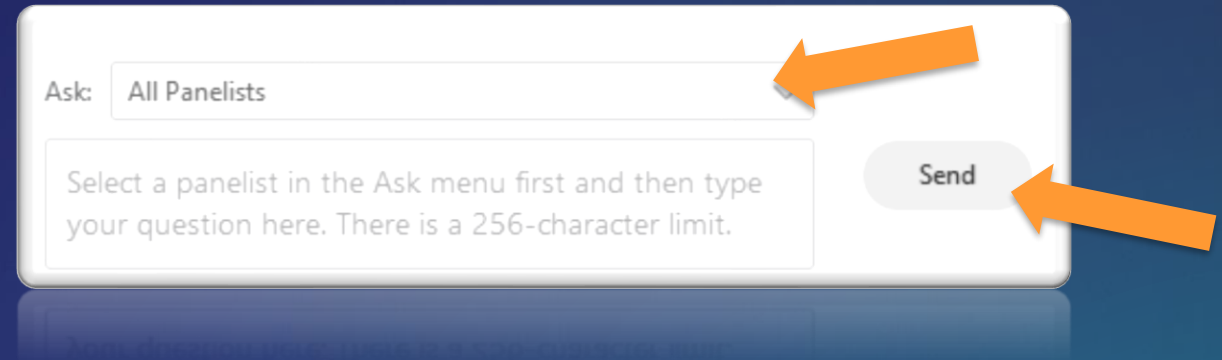 Ask: All Panelists
Select a panelist in the Ask menu first and then type
your question here. There is a 256-character limit.
Send